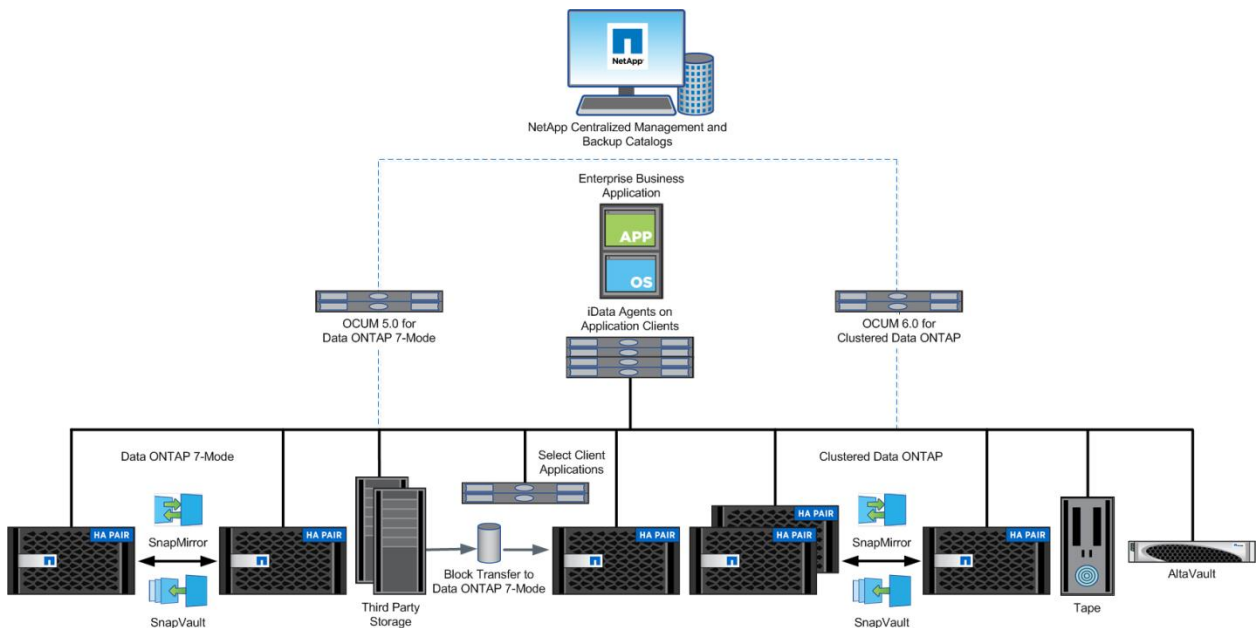 NetApp
NetApp Centralized Management and
Backup Catalogs
Enterprise Business
Application
APP
OS
iData Agents on
Application Clients
OCUM 5.0 for
Data ONTAP 7-Mode
OCUM 6.0 for
Clustered Data ONTAP
Data ONTAP 7-Mode
Select Client
Applications
Clustered Data ONTAP
HA PAIR
SnapMirror
HA PAIR
HA PAIR
HA PAIR
HA PAIR
SnapMirror
HA PAIR
SnapVault
Third Party
Storage
Block Transfer to
Data ONTAP 7-Mode
SnapVault
Tape
AltaVault